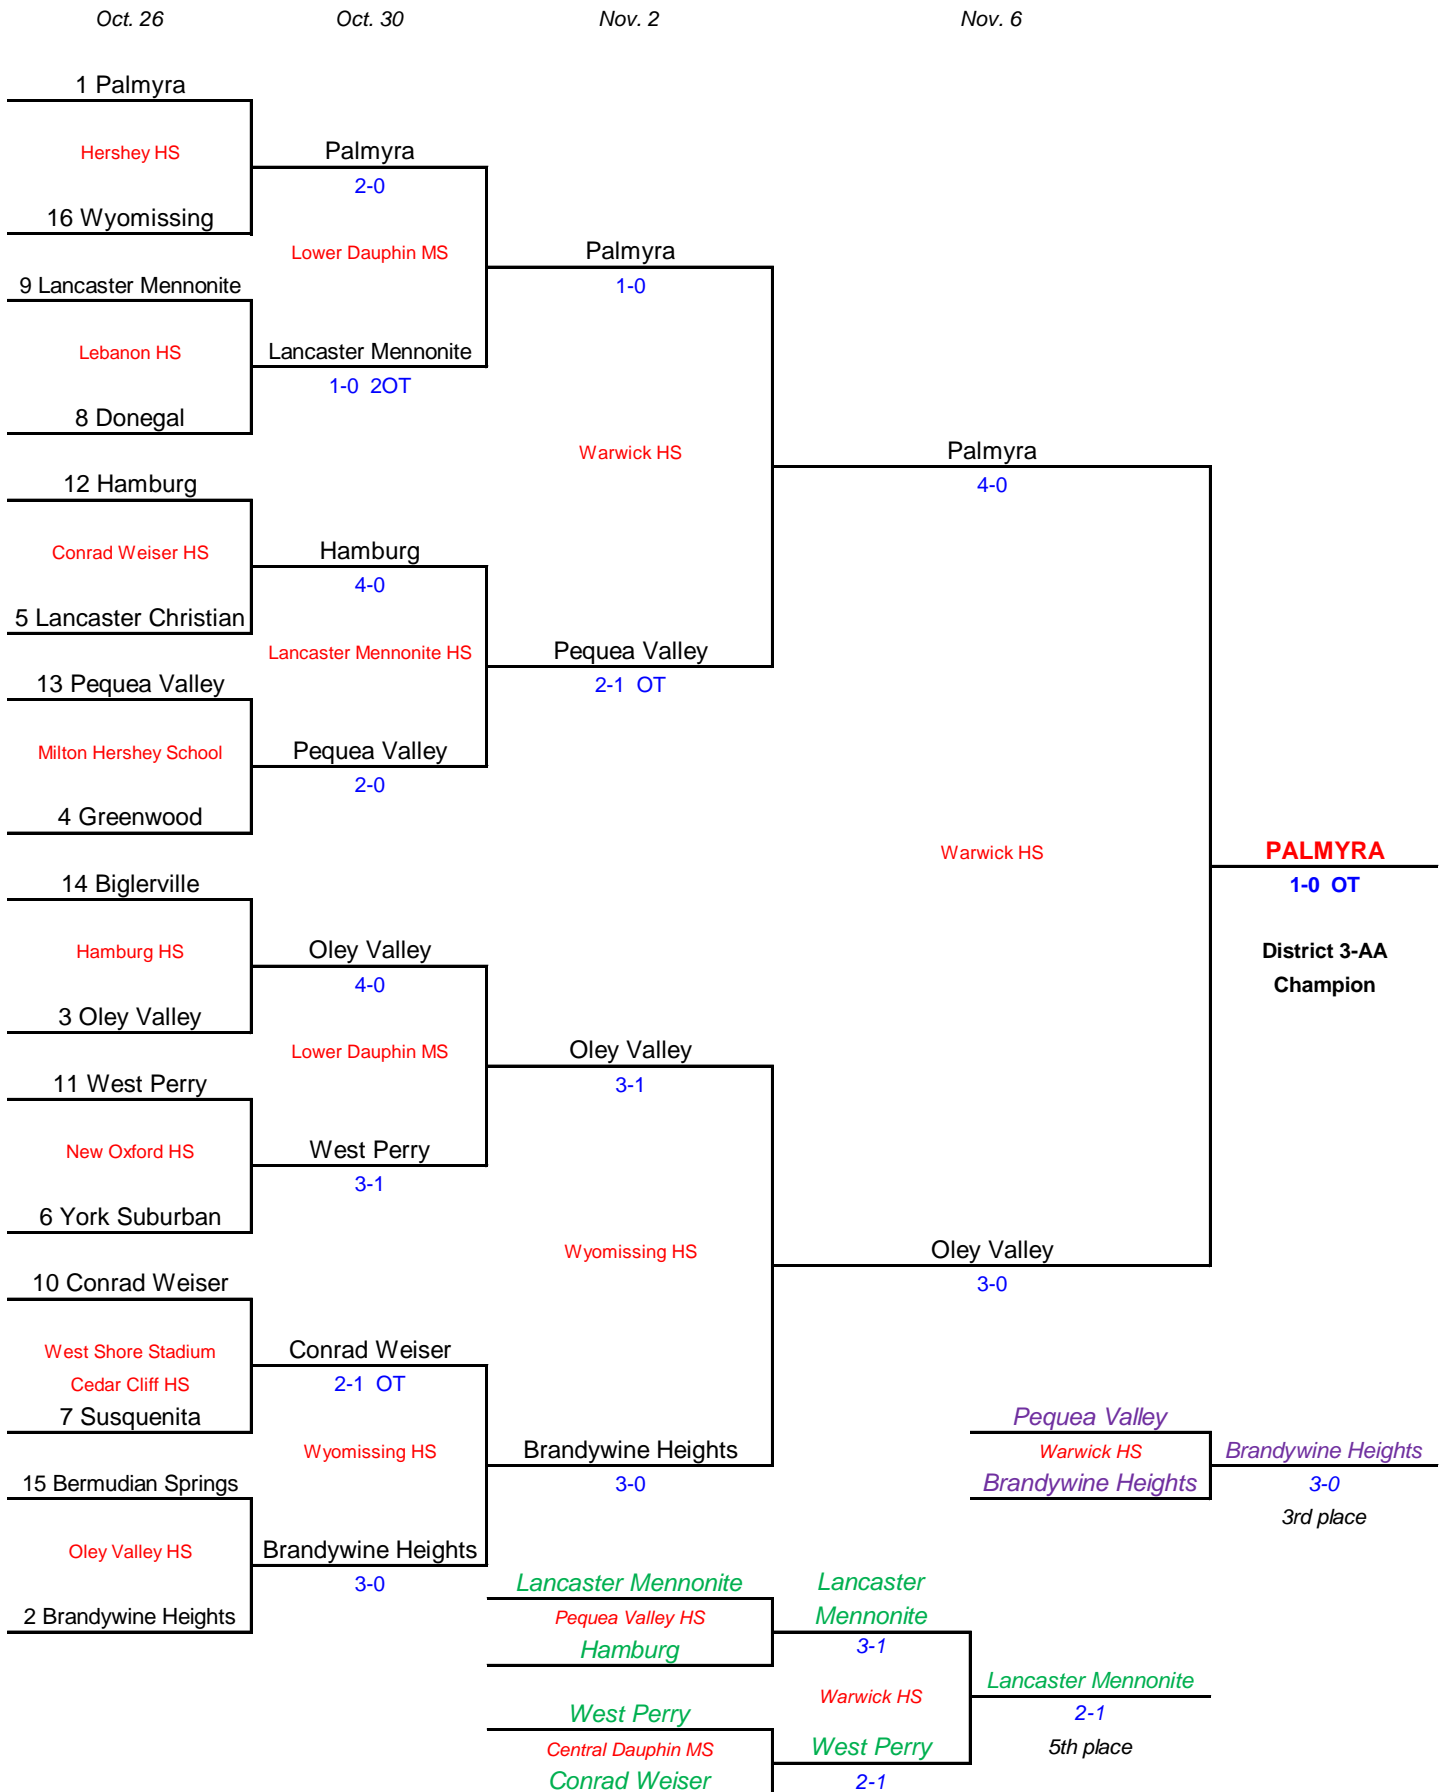 Oct. 26
Oct. 30
Nov. 2
Nov. 6
1 Palmyra
Hershey HS
Palmyra
2-0
16 Wyomissing
Lower Dauphin MS
Palmyra
1-0
9 Lancaster Mennonite
Lebanon HS
Lancaster Mennonite
1-0 2OT
8 Donegal
Warwick HS
Palmyra
4-0
12 Hamburg
Conrad Weiser HS
Hamburg
4-0
5 Lancaster Christian
Lancaster Mennonite HS
Pequea Valley
2-1 OT
13 Pequea Valley
Milton Hershey School
Pequea Valley
2-0
4 Greenwood
Warwick HS
PALMYRA
1-0 OT
District 3-AA
Champion
14 Biglerville
Hamburg HS
Oley Valley
4-0
3 Oley Valley
Lower Dauphin MS
Oley Valley
3-1
11 West Perry
New Oxford HS
West Perry
3-1
6 York Suburban
Wyomissing HS
Oley Valley
3-0
10 Conrad Weiser
West Shore Stadium
Cedar Cliff HS
Conrad Weiser
2-1 OT
7 Susquenita
Wyomissing HS
Brandywine Heights
3-0
15 Bermudian Springs
Oley Valley HS
Brandywine Heights
3-0
2 Brandywine Heights
Pequea Valley
Warwick HS
Brandywine Heights
Brandywine Heights
3-0
3rd place
Lancaster Mennonite
Pequea Valley HS
Hamburg
Lancaster
Mennonite
3-1
Warwick HS
Lancaster Mennonite
2-1
5th place
West Perry
Central Dauphin MS
Conrad Weiser
West Perry
2-1